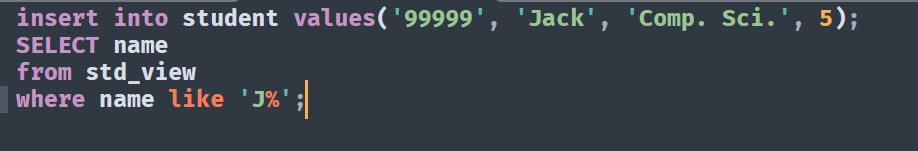 insert into student values('99999', 'Jack', 'Comp. Sci.', 5);
SELECT name
from std_view
where name like 'J%';